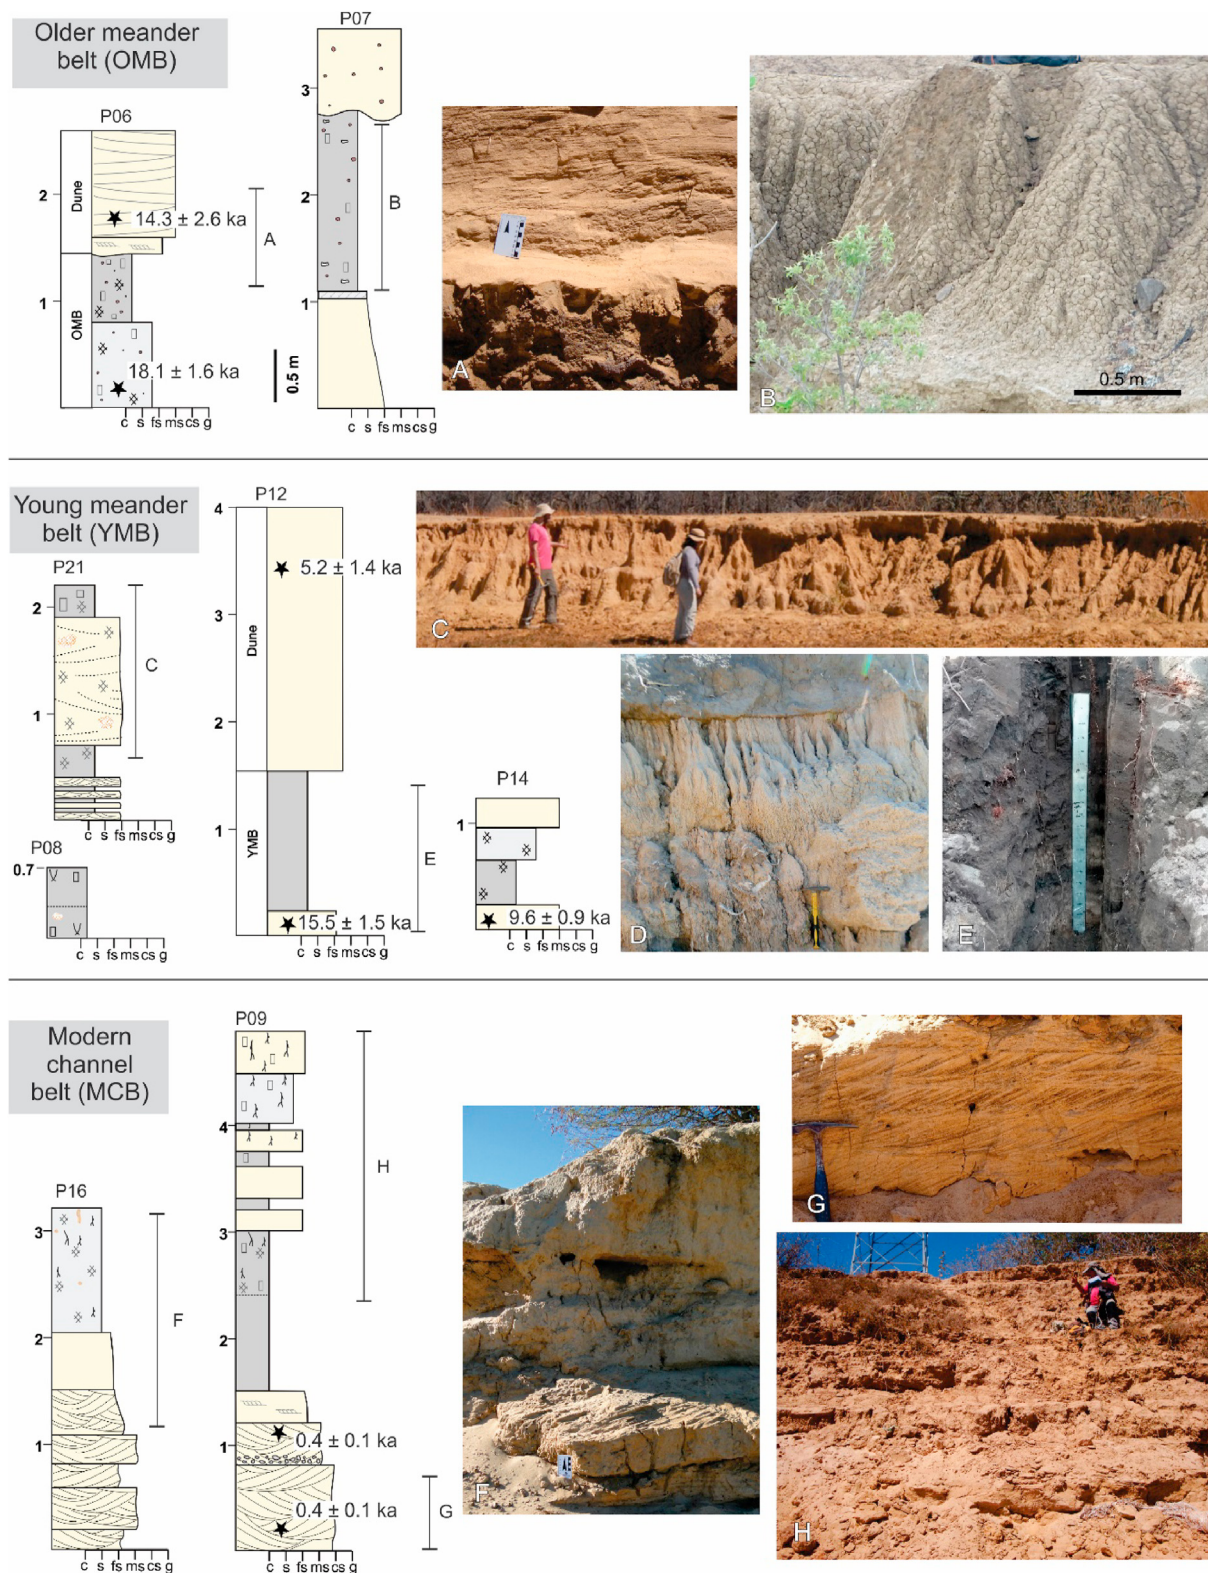 Older meander
belt (OMB)
P06
2
1
Dune
OMB
14.3 ± 2.6 ka
18.1 ± 1.6 ka
A
c s fs ms cs g
0.5 m
P07
3
2
1
B
c s fs ms cs g
A
B
0.5 m
Young meander
belt (YMB)
P21
2
1
C
c s fs ms cs g
P08
0.7
c s fs ms cs g
P12
4
3
2
1
Dune
YMB
5.2 ± 1.4 ka
15.5 ± 1.5 ka
E
c s fs ms cs g
P14
1
9.6 ± 0.9 ka
c s fs ms cs g
C
D
E
Modern
channel
belt (MCB)
P16
3
2
1
F
c s fs ms cs g
P09
4
3
2
1
H
0.4 ± 0.1 ka
0.4 ± 0.1 ka
G
c s fs ms cs g
F
G
H